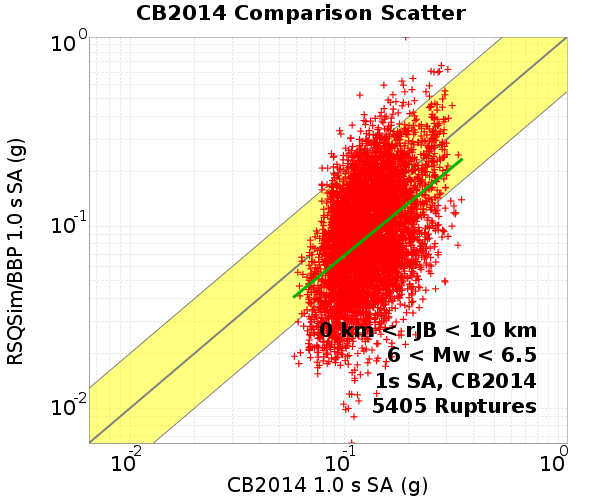 CB2014 Comparison Scatter
RSQSim/BBP 1.0 s SA (g)
10^0
10^-1
10^-2
0 km < rJB < 10 km
6 < Mw < 6.5
1s SA, CB2014
5405 Ruptures
10^-2 10^-1 10^0
CB2014 1.0 s SA (g)